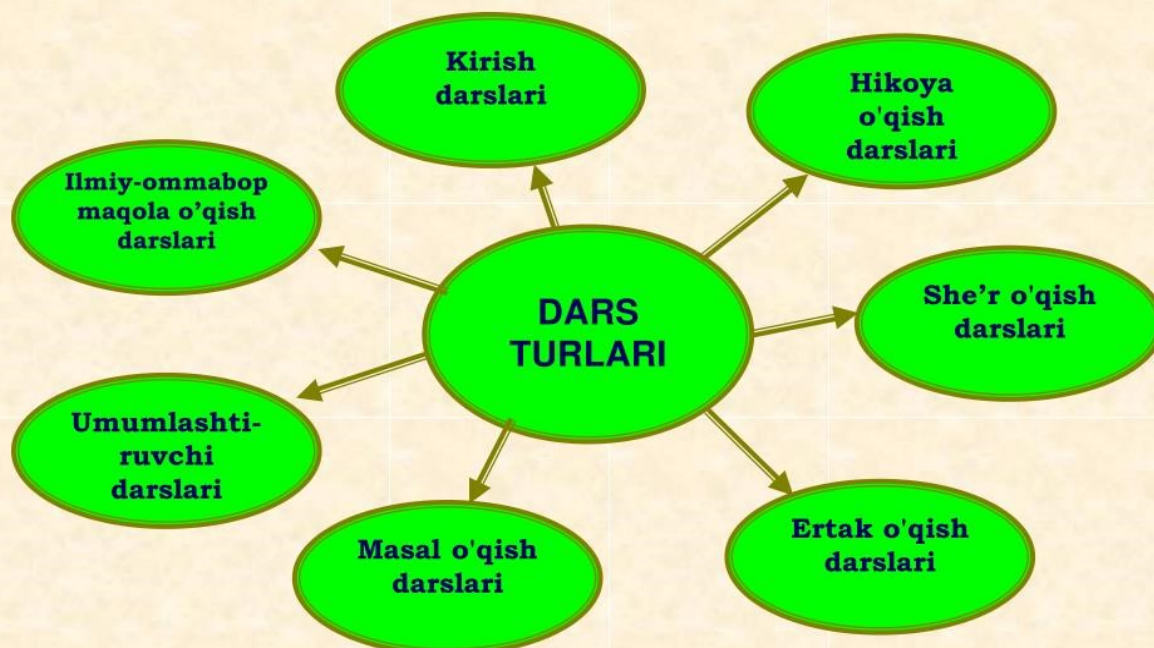 Kirish
darslari
Hikoya
o'qish
darslari
Ilmiy-ommabop
maqola o’qish
darslari
DARS
TURLARI
She’r o'qish
darslari
Umumlashti-
ruvchi
darslari
Masal o'qish
darslari
Ertak o'qish
darslari